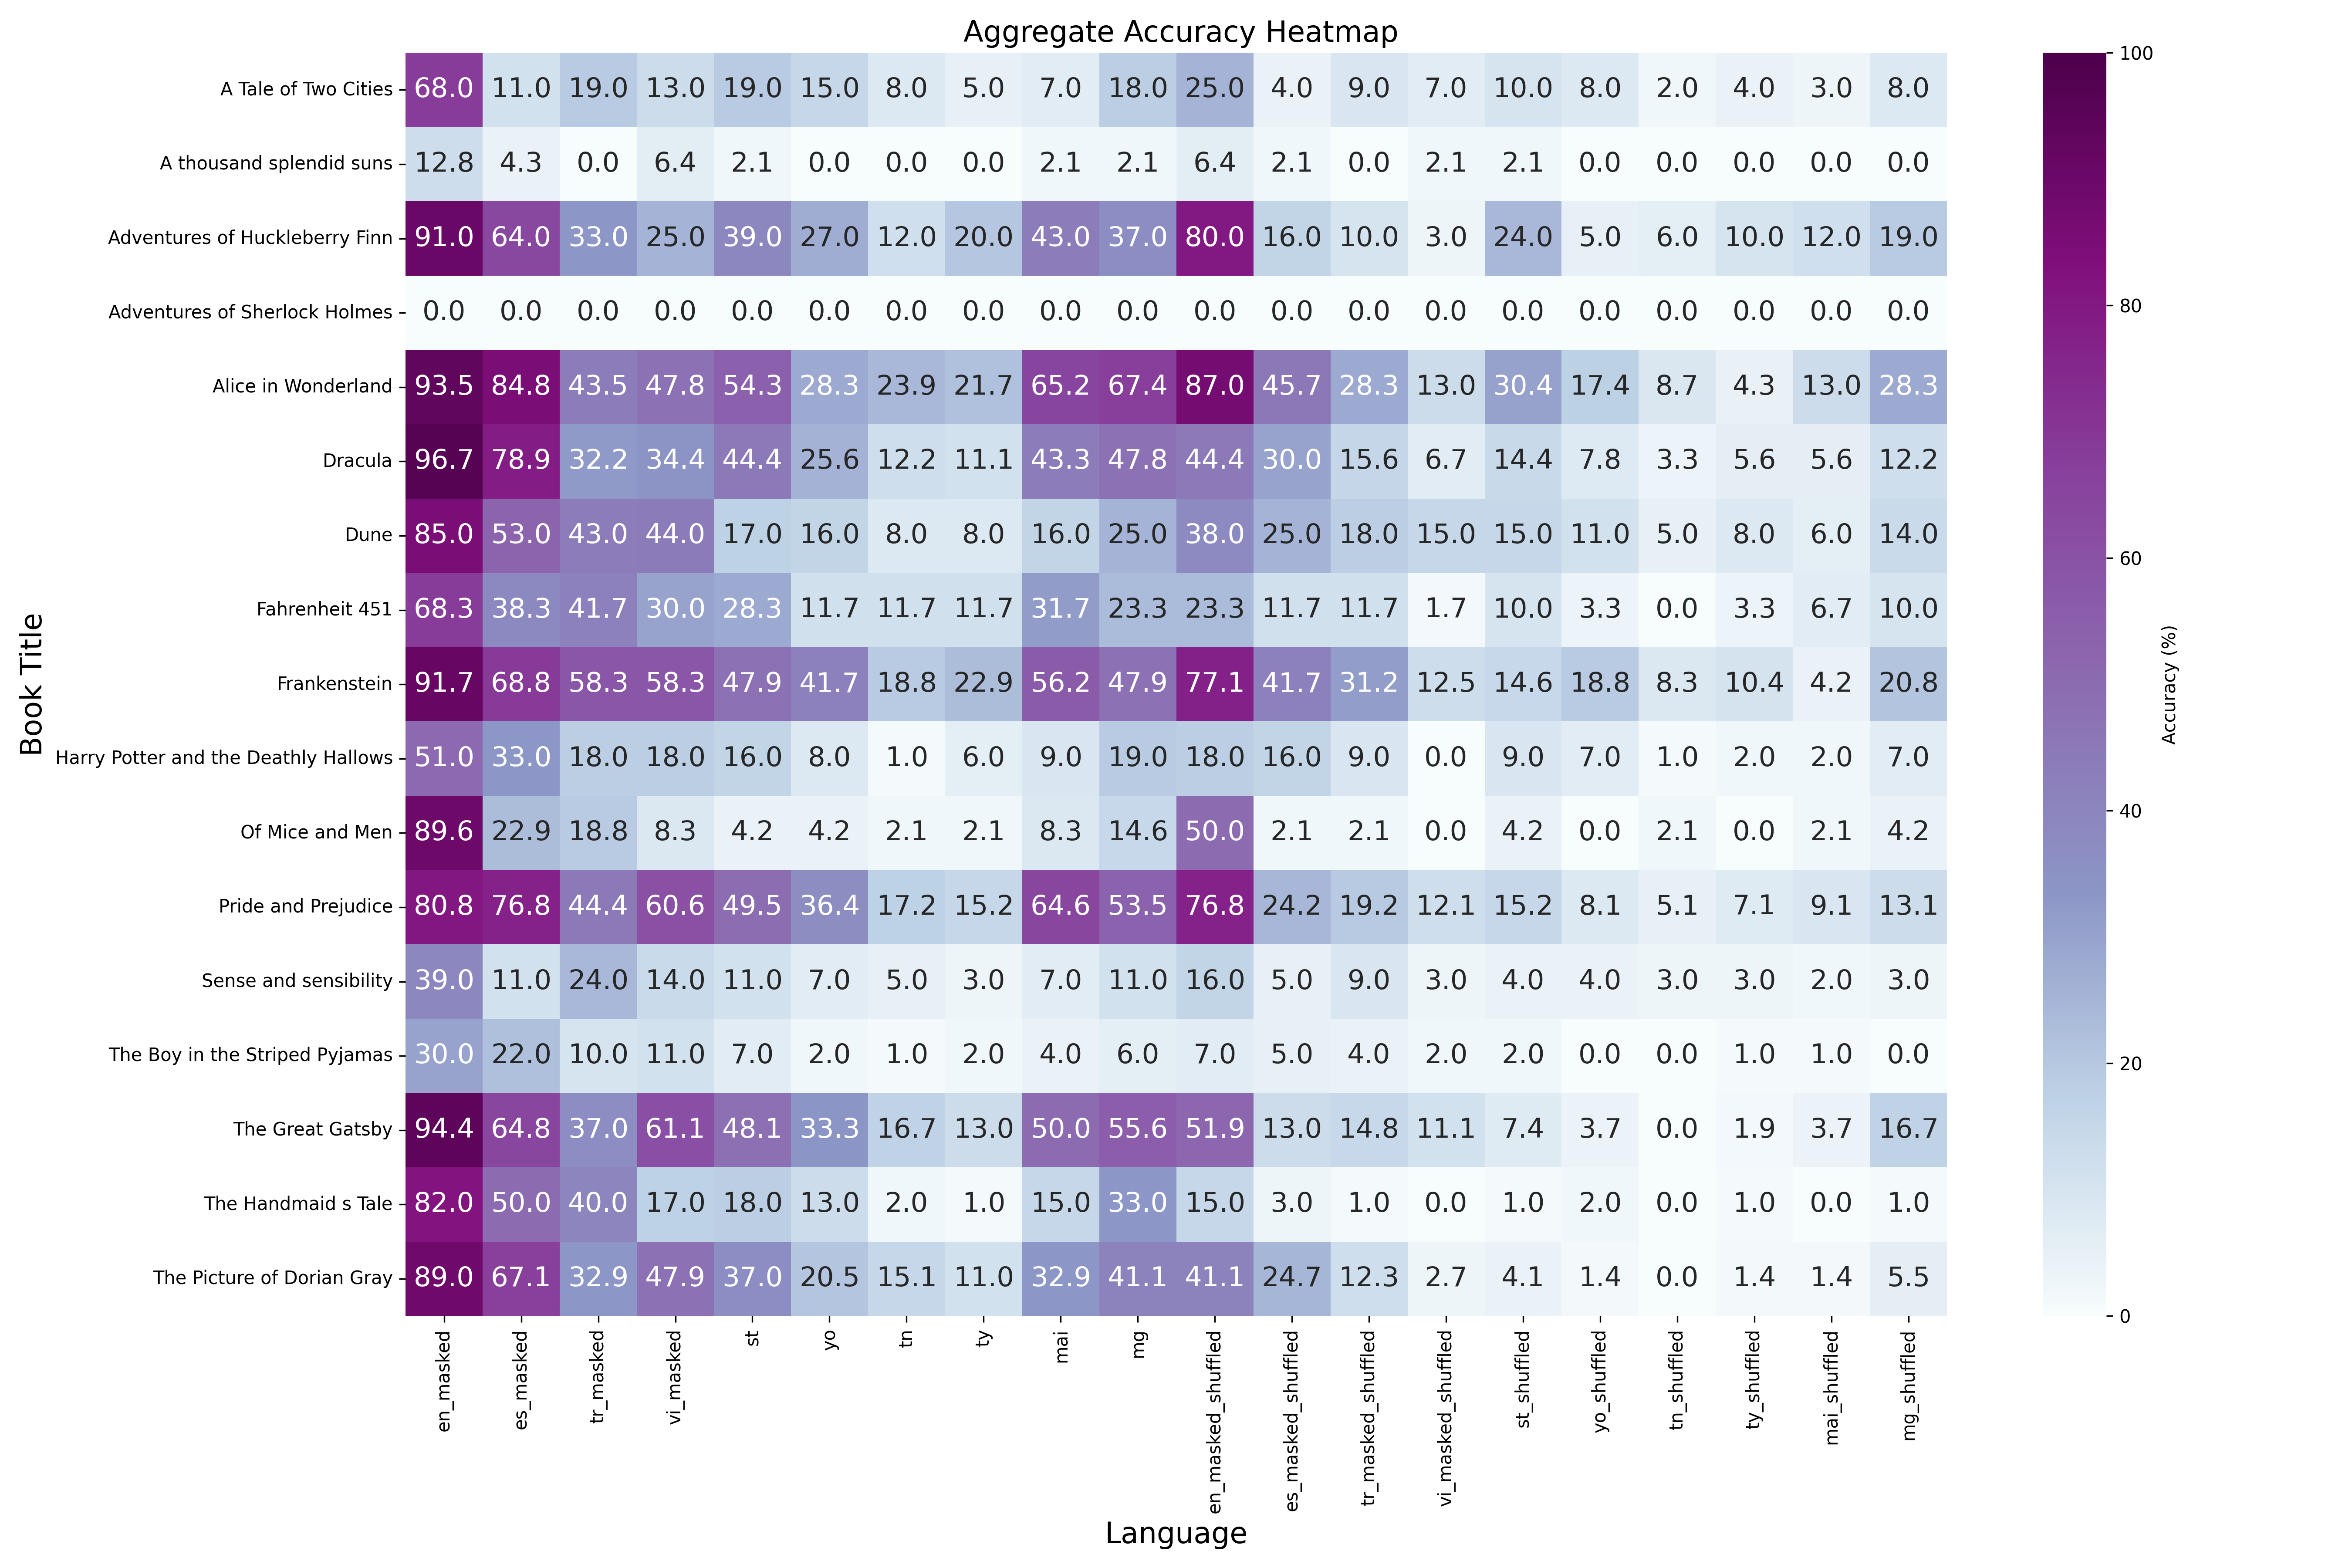 Aggregate Accuracy Heatmap
A Tale of Two Cities 68.0 11.0 19.0 13.0 19.0 15.0 8.0 5.0 7.0 18.0 25.0 4.0 9.0 7.0 10.0 8.0 2.0 4.0 3.0 8.0
A thousand splendid suns 12.8 4.3 0.0 6.4 2.1 0.0 0.0 0.0 2.1 2.1 6.4 2.1 0.0 2.1 2.1 0.0 0.0 0.0 0.0 0.0
Adventures of Huckleberry Finn 91.0 64.0 33.0 25.0 39.0 27.0 12.0 20.0 43.0 37.0 80.0 16.0 10.0 3.0 24.0 5.0 6.0 10.0 12.0 19.0
Adventures of Sherlock Holmes 0.0 0.0 0.0 0.0 0.0 0.0 0.0 0.0 0.0 0.0 0.0 0.0 0.0 0.0 0.0 0.0 0.0 0.0 0.0 0.0
Alice in Wonderland 93.5 84.8 43.5 47.8 54.3 28.3 23.9 21.7 65.2 67.4 87.0 45.7 28.3 13.0 30.4 17.4 8.7 4.3 13.0 28.3
Dracula 96.7 78.9 32.2 34.4 44.4 25.6 12.2 11.1 43.3 47.8 44.4 30.0 15.6 6.7 14.4 7.8 3.3 5.6 5.6 12.2
Dune 85.0 53.0 43.0 44.0 17.0 16.0 8.0 8.0 16.0 25.0 38.0 25.0 18.0 15.0 15.0 11.0 5.0 8.0 6.0 14.0
Fahrenheit 451 68.3 38.3 41.7 30.0 28.3 11.7 11.7 11.7 31.7 23.3 23.3 11.7 11.7 1.7 10.0 3.3 0.0 3.3 6.7 10.0
Frankenstein 91.7 68.8 58.3 58.3 47.9 41.7 18.8 22.9 56.2 47.9 77.1 41.7 31.2 12.5 14.6 18.8 8.3 10.4 4.2 20.8
Harry Potter and the Deathly Hallows 51.0 33.0 18.0 18.0 16.0 8.0 1.0 6.0 9.0 19.0 18.0 16.0 9.0 0.0 9.0 7.0 1.0 2.0 2.0 7.0
Of Mice and Men 89.6 22.9 18.8 8.3 4.2 4.2 2.1 2.1 8.3 14.6 50.0 2.1 2.1 0.0 4.2 0.0 2.1 0.0 2.1 4.2
Pride and Prejudice 80.8 76.8 44.4 60.6 49.5 36.4 17.2 15.2 64.6 53.5 76.8 24.2 19.2 12.1 15.2 8.1 5.1 7.1 9.1 13.1
Sense and sensibility 39.0 11.0 24.0 14.0 11.0 7.0 5.0 3.0 7.0 11.0 16.0 5.0 9.0 3.0 4.0 4.0 3.0 3.0 2.0 3.0
The Boy in the Striped Pyjamas 30.0 22.0 10.0 11.0 7.0 2.0 1.0 2.0 4.0 6.0 7.0 5.0 4.0 2.0 2.0 0.0 0.0 1.0 1.0 0.0
The Great Gatsby 94.4 64.8 37.0 61.1 48.1 33.3 16.7 13.0 50.0 55.6 51.9 13.0 14.8 11.1 7.4 3.7 0.0 1.9 3.7 16.7
The Handmaid s Tale 82.0 50.0 40.0 17.0 18.0 13.0 2.0 1.0 15.0 33.0 15.0 3.0 1.0 0.0 1.0 2.0 0.0 1.0 0.0 1.0
The Picture of Dorian Gray 89.0 67.1 32.9 47.9 37.0 20.5 15.1 11.0 32.9 41.1 41.1 24.7 12.3 2.7 4.1 1.4 0.0 1.4 1.4 5.5
en_masked es_masked tr_masked vi_masked st yo tn ty mai mg en_masked_shuffled es_masked_shuffled tr_masked_shuffled vi_masked_shuffled st_shuffled yo_shuffled tn_shuffled ty_shuffled mai_shuffled mg_shuffled
Language
Book Title
100
80
60
40
20
0
Accuracy (%)